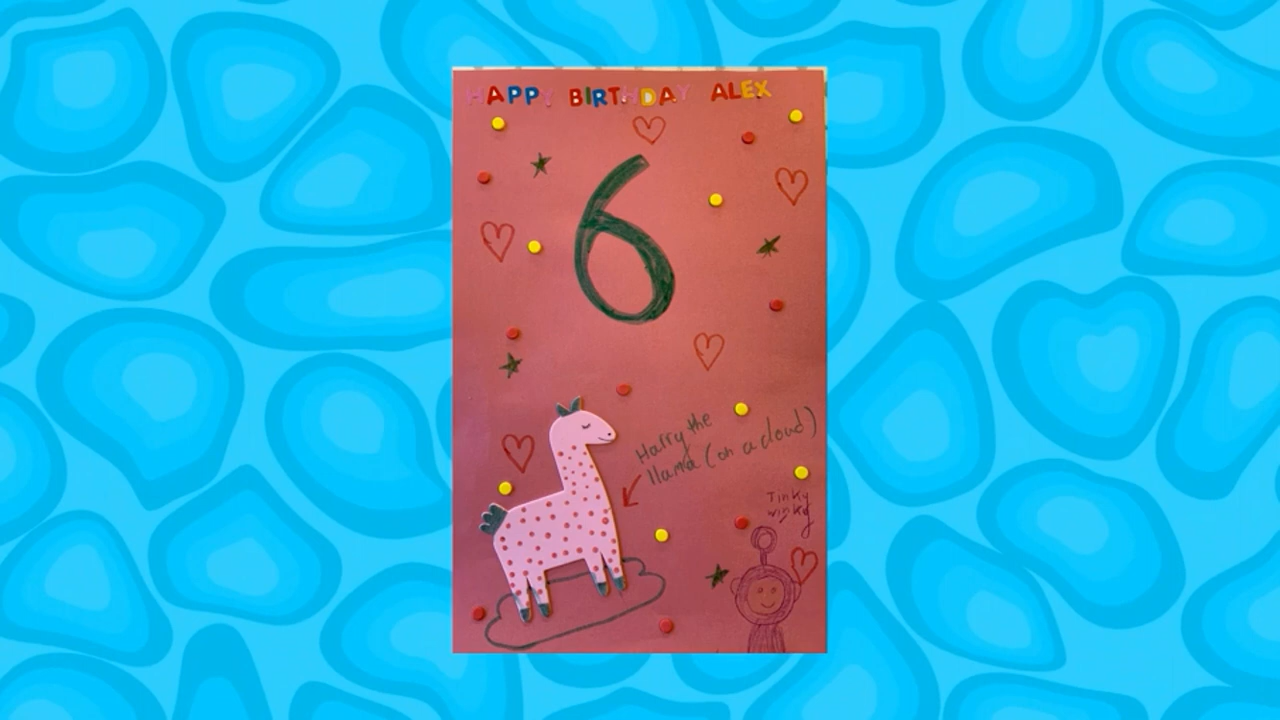 HAPPY BIRTHDAY ALEX
6
Harry the
llama (on a cloud)
Tinky
winky